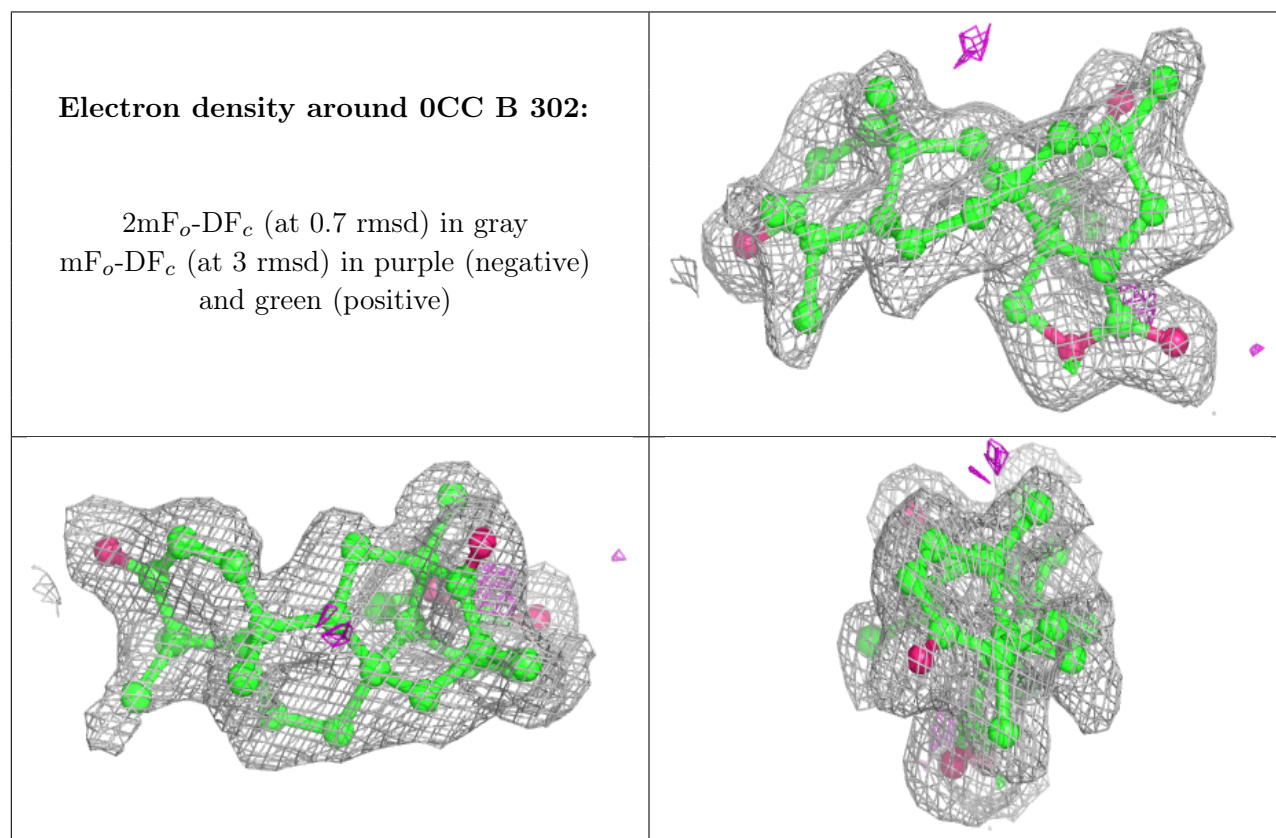 Electron density around 0CC B 302:
2mFo-DFc (at 0.7 rmsd) in gray
mFo-DFc (at 3 rmsd) in purple (negative)
and green (positive)